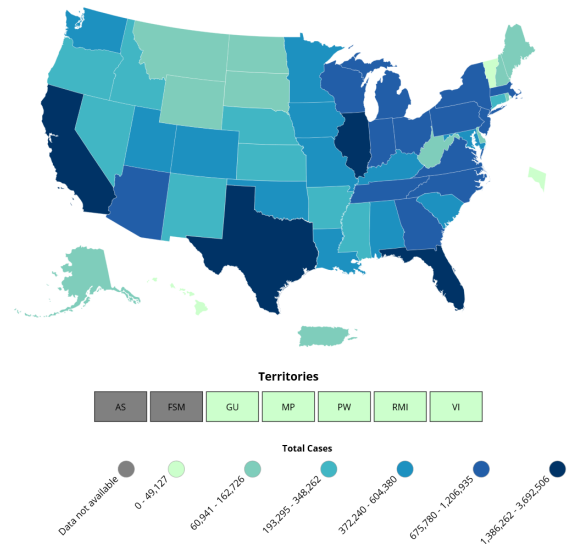 Territories
AS
FSM
GU
MP
PW
RMI
VI
Total Cases
Data not available
0 - 49,127
60,941 - 162,726
193,295 - 348,262
372,240 - 604,380
675,780 - 1,206,935
1,386,262 - 3,692,506